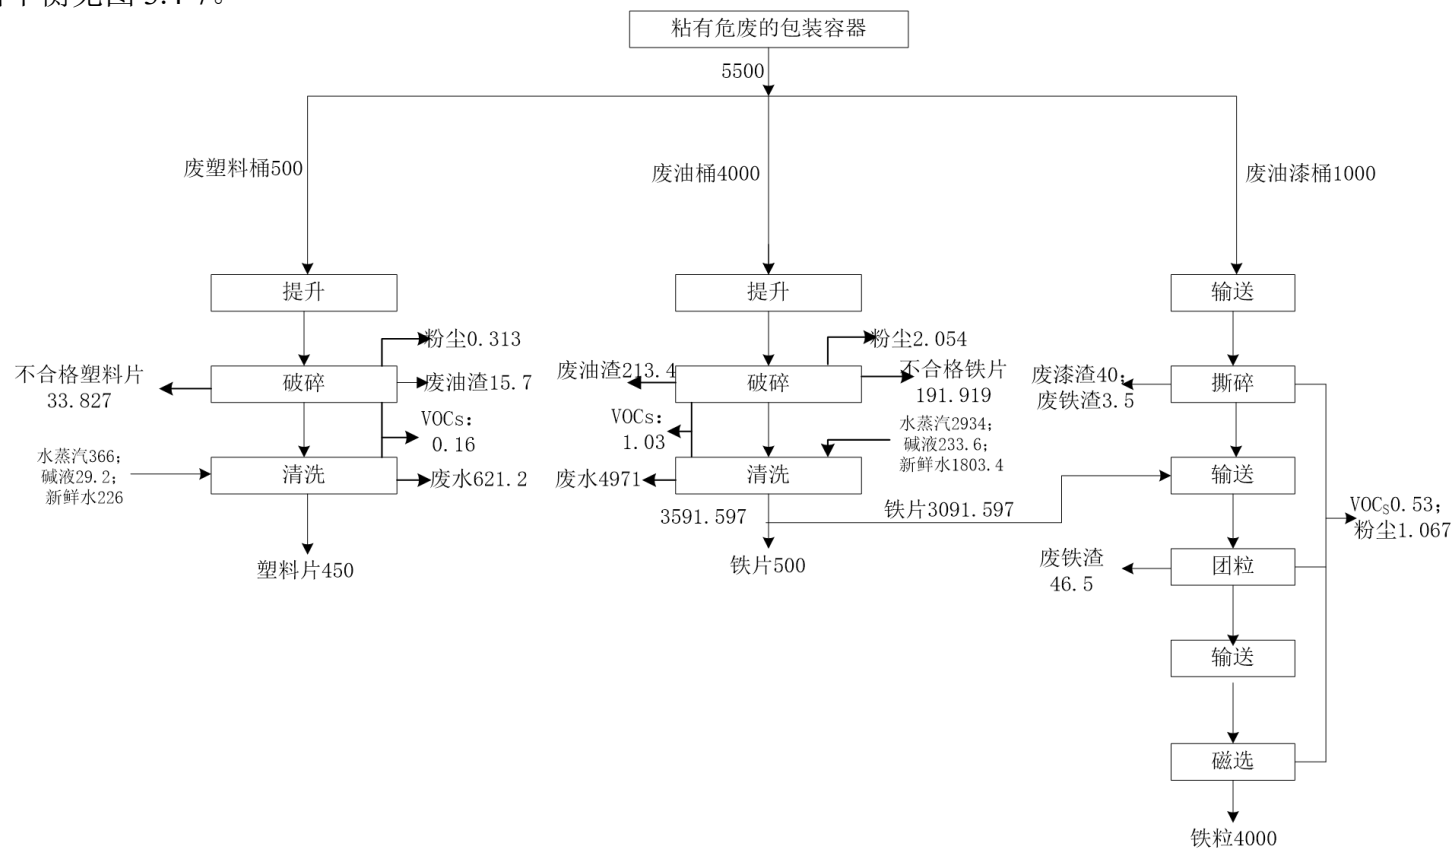 粘有危废的包装容器
5500
废塑料桶500
废油桶4000
废油漆桶1000
提升
提升
输送
粉尘0.313
粉尘2.054
不合格塑料片
33.827
破碎
废油渣15.7
废油渣213.4
破碎
不合格铁片
191.919
废漆渣40;
废铁渣3.5
撕碎
VOCs:
0.16
VOCs:
1.03
水蒸汽366;
碱液29.2;
新鲜水226
清洗
废水621.2
废水4971
清洗
水蒸汽2934;
碱液233.6;
新鲜水1803.4
输送
3591.597
铁片3091.597
VOCs0.53;
粉尘1.067
塑料片450
铁片500
废铁渣
46.5
团粒
输送
磁选
铁粒4000